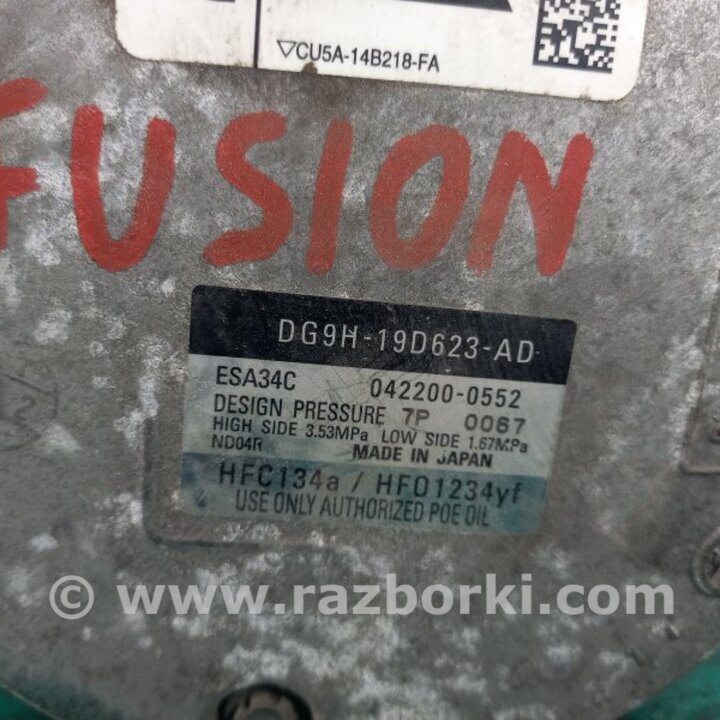 ▽CU5A-14B218-FA
FUSION
DG9H-19D623-AD
ESA34C 042200-0552
DESIGN PRESSURE 7P 0067
HIGH SIDE 3.53MPa LOW SIDE 1.67MPa
ND04R MADE IN JAPAN
HFC134a / HFO1234yf
USE ONLY AUTHORIZED POE OIL
© www.razborki.com